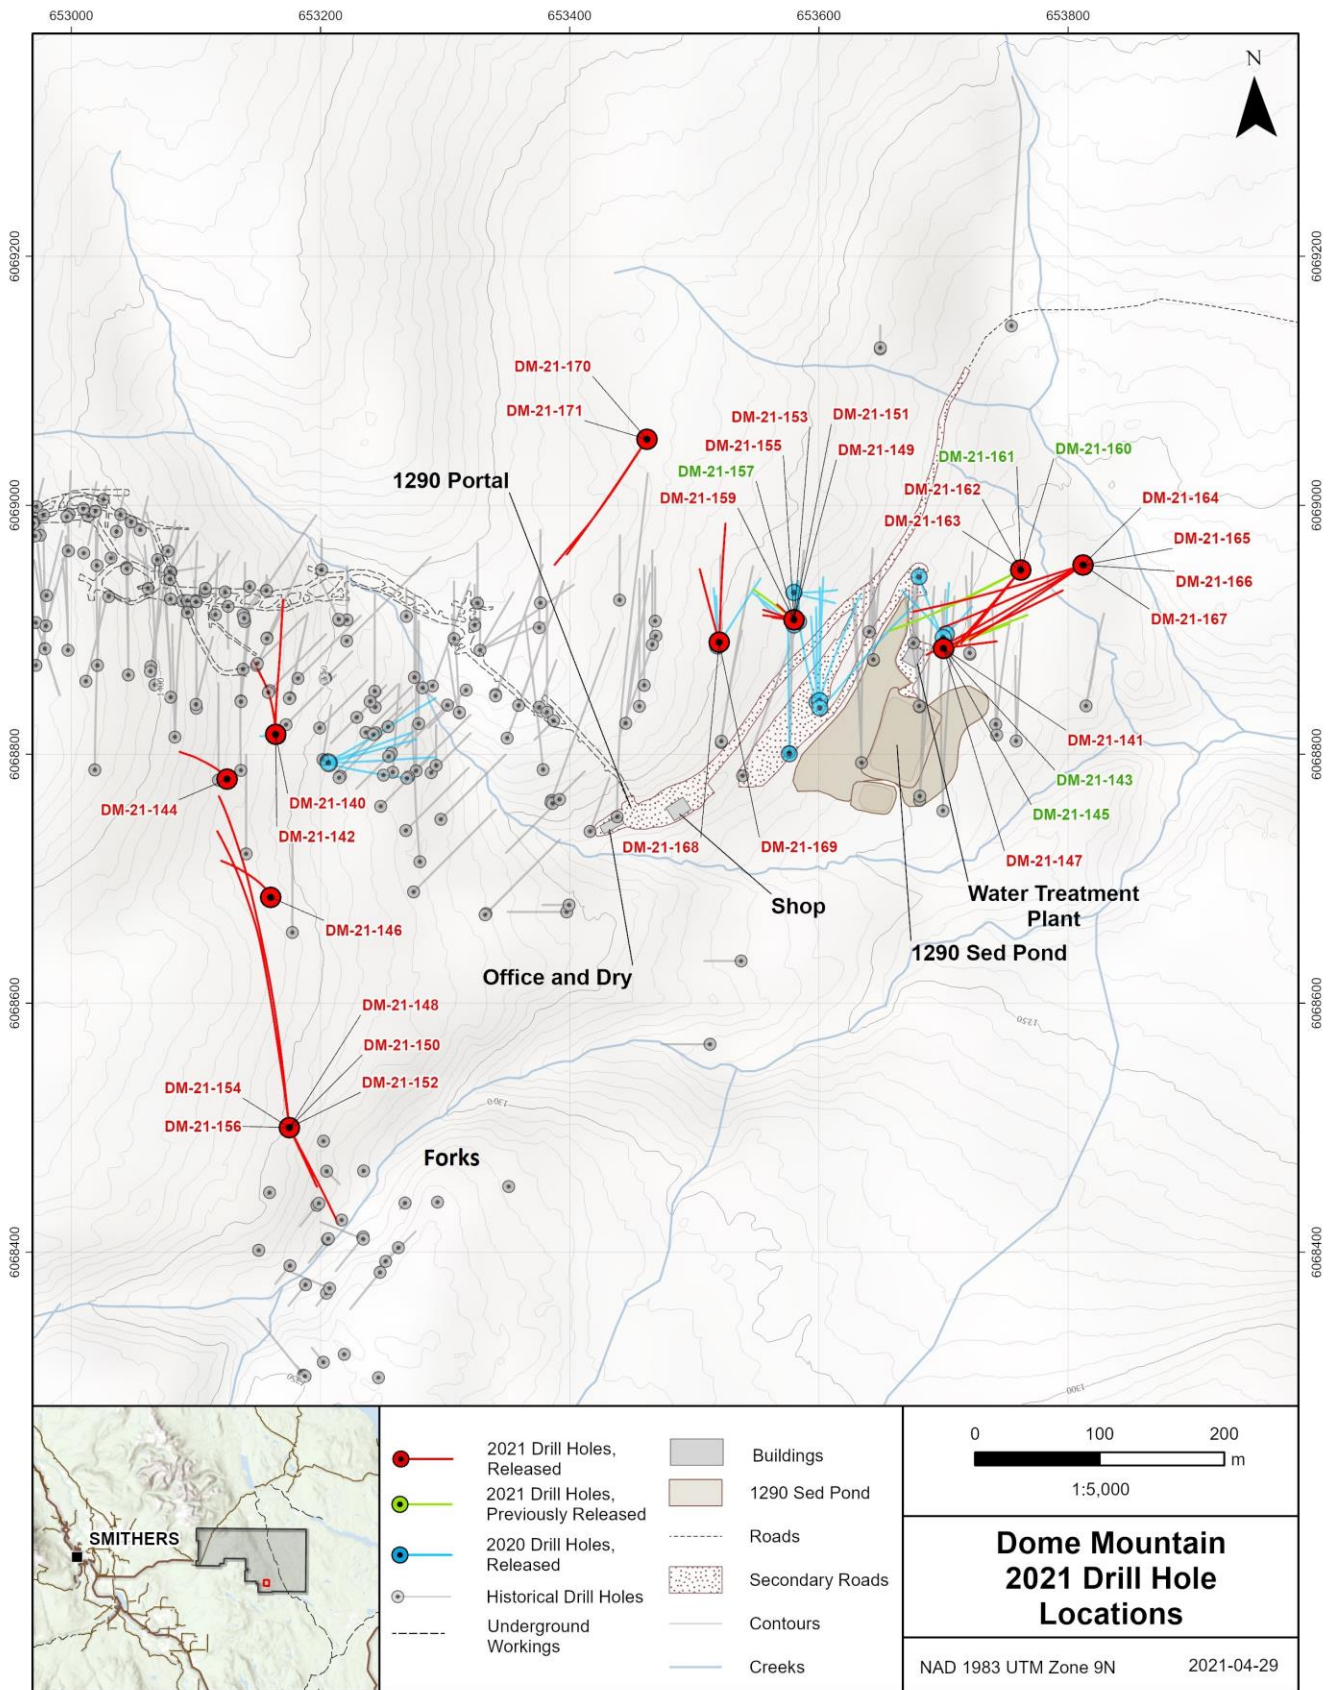 653000
653200
653400
653600
653800
N
6069200
6069200
DM-21-170
DM-21-171
DM-21-153
DM-21-151
DM-21-155
DM-21-149
DM-21-157
DM-21-159
DM-21-161
DM-21-160
DM-21-162
DM-21-163
DM-21-164
DM-21-165
DM-21-166
DM-21-167
1290 Portal
6069000
6069000
6068800
6068800
DM-21-144
DM-21-140
DM-21-142
DM-21-141
DM-21-143
DM-21-145
DM-21-147
DM-21-168
DM-21-169
Shop
Water Treatment
Plant
1290 Sed Pond
DM-21-146
Office and Dry
6068600
6068600
1250
DM-21-148
DM-21-150
DM-21-152
DM-21-154
DM-21-156
1300
Forks
6068400
6068400
1300
SMITHERS
2021 Drill Holes,
Released
2021 Drill Holes,
Previously Released
2020 Drill Holes,
Released
Historical Drill Holes
Underground
Workings
Buildings
1290 Sed Pond
Roads
Secondary Roads
Contours
Creeks
0 100 200
m
1:5,000
Dome Mountain
2021 Drill Hole
Locations
NAD 1983 UTM Zone 9N 2021-04-29